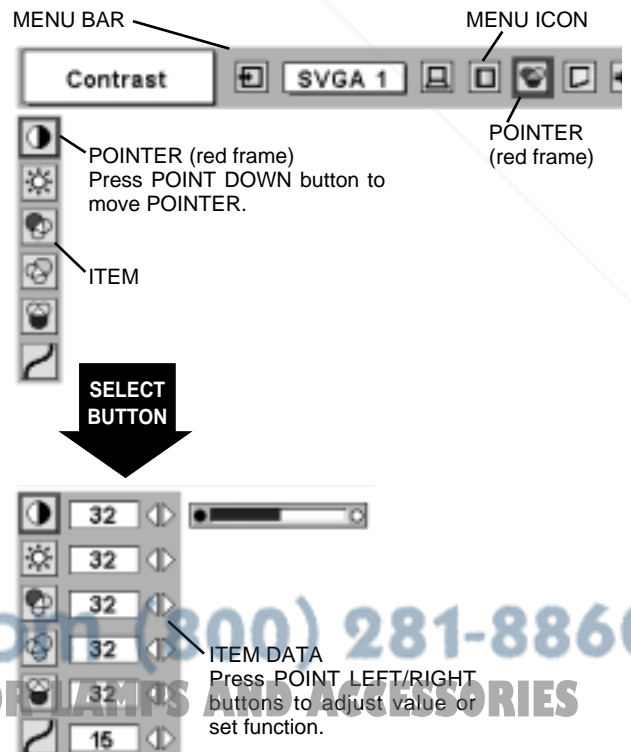 MENU BAR
MENU ICON
Contrast
SVGA 1
POINTER
(red frame)
POINTER (red frame)
Press POINT DOWN button to
move POINTER.
ITEM
SELECT
BUTTON
32
32
32
32
32
15
ITEM DATA
Press POINT LEFT/RIGHT
buttons to adjust value or
set function.
om (800) 281-8860
R LAMPS AND ACCESSORIES